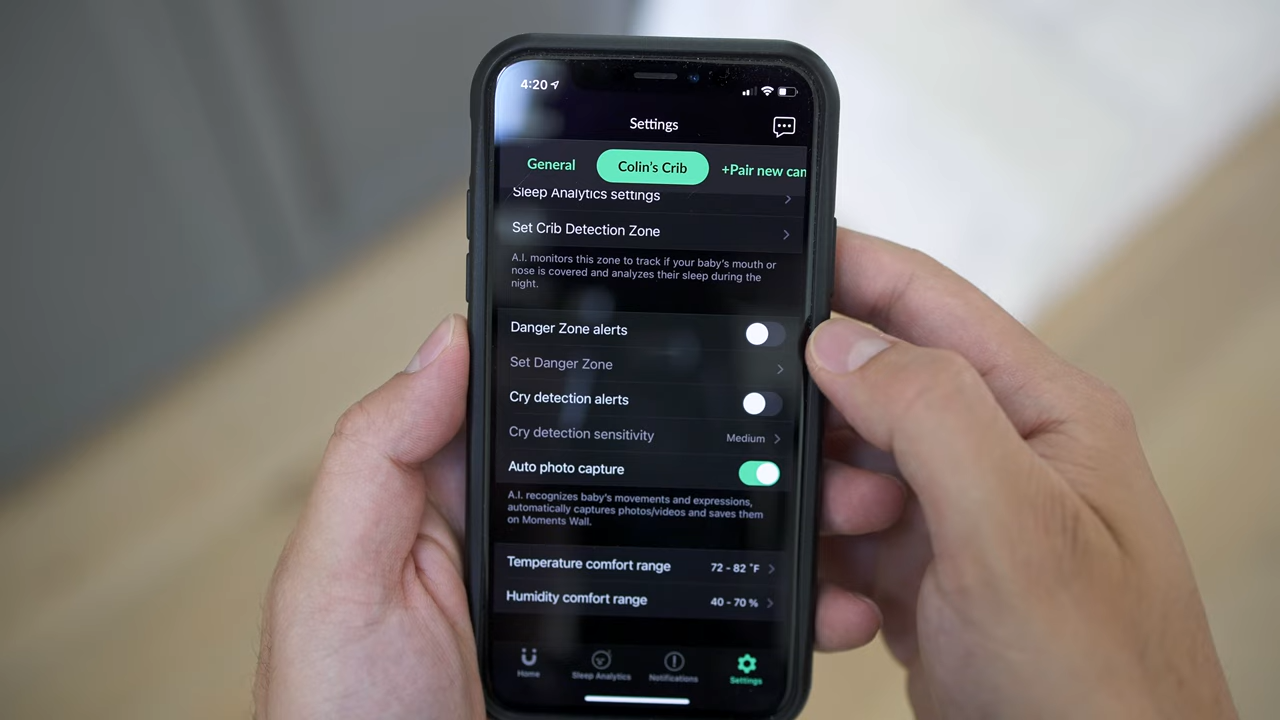 4:20
Settings
General
Colin's Crib
+Pair new cam
Sleep Analytics settings
Set Crib Detection Zone
A.I. monitors this zone to track if your baby's mouth or
nose is covered and analyzes their sleep during the
night.
Danger Zone alerts
Set Danger Zone
Cry detection alerts
Cry detection sensitivity Medium
Auto photo capture
A.I. recognizes baby's movements and expressions,
automatically captures photos/videos and saves them
on Moments Wall.
Temperature comfort range 72 - 82 °F
Humidity comfort range 40 - 70 %
Home
Sleep Analytics
Notifications
Settings